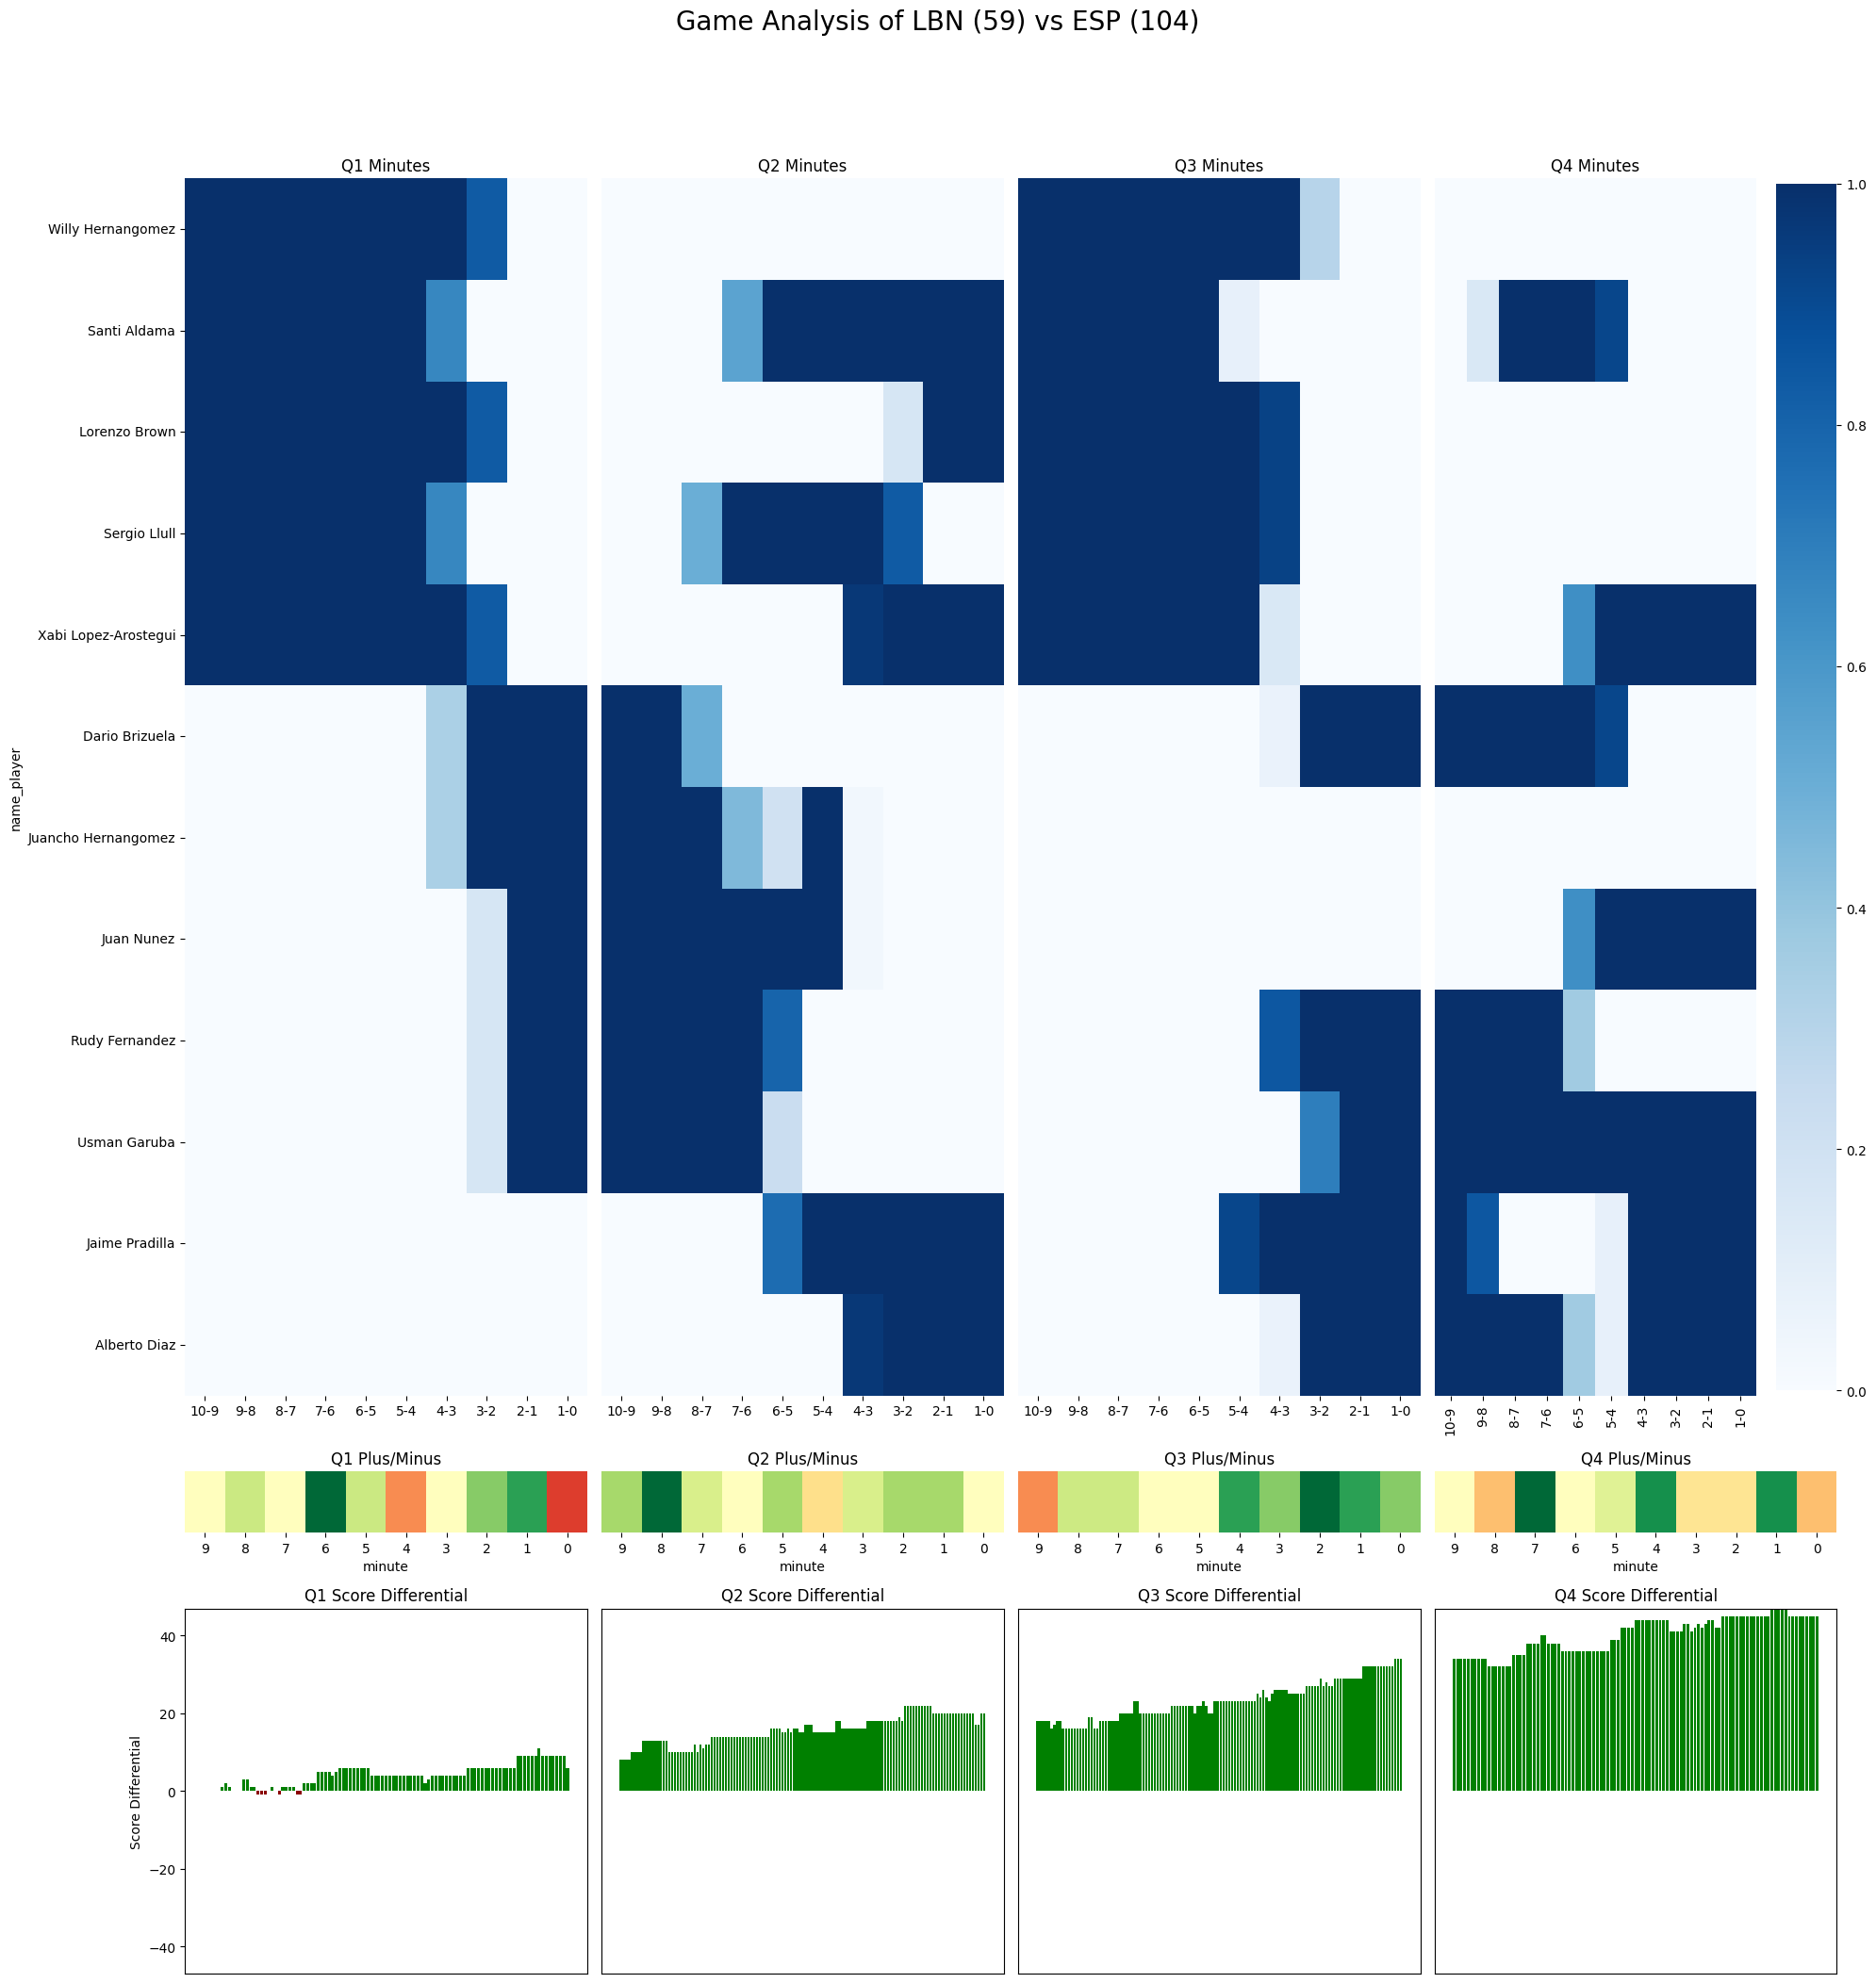 Game Analysis of LBN (59) vs ESP (104)
Q1 Minutes Q2 Minutes Q3 Minutes Q4 Minutes
name_player
Willy Hernangomez
Santi Aldama
Lorenzo Brown
Sergio Llull
Xabi Lopez-Arostegui
Dario Brizuela
Juancho Hernangomez
Juan Nunez
Rudy Fernandez
Usman Garuba
Jaime Pradilla
Alberto Diaz
1.0
0.8
0.6
0.4
0.2
0.0
10-9 9-8 8-7 7-6 6-5 5-4 4-3 3-2 2-1 1-0 10-9 9-8 8-7 7-6 6-5 5-4 4-3 3-2 2-1 1-0 10-9 9-8 8-7 7-6 6-5 5-4 4-3 3-2 2-1 1-0 10-9 9-8 8-7 7-6 6-5 5-4 4-3 3-2 2-1 1-0
Q1 Plus/Minus Q2 Plus/Minus Q3 Plus/Minus Q4 Plus/Minus
9 8 7 6 5 4 3 2 1 0 9 8 7 6 5 4 3 2 1 0 9 8 7 6 5 4 3 2 1 0 9 8 7 6 5 4 3 2 1 0
minute minute minute minute
Q1 Score Differential Q2 Score Differential Q3 Score Differential Q4 Score Differential
Score Differential
40
20
0
−20
−40